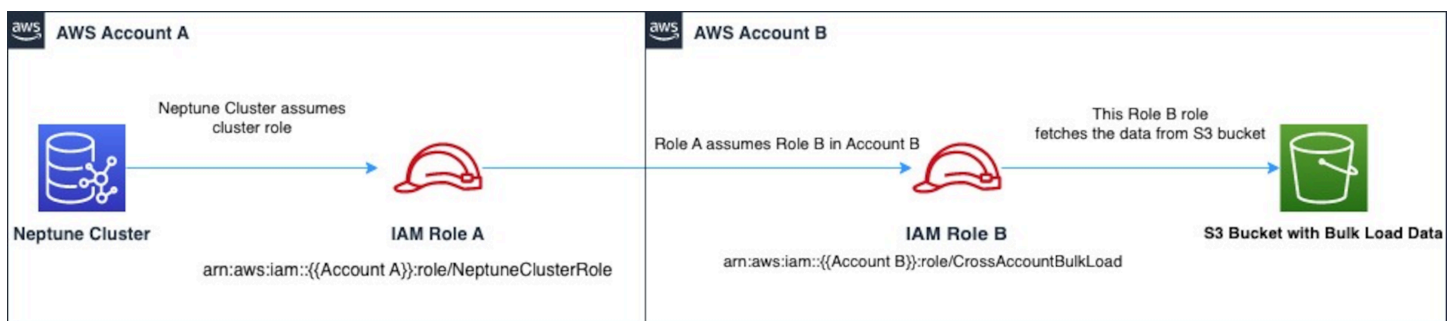 aws
AWS Account A
Neptune Cluster assumes
cluster role
Neptune Cluster
IAM Role A
arn:aws:iam::{{Account A}}:role/NeptuneClusterRole
aws
AWS Account B
Role A assumes Role B in Account B
This Role B role
fetches the data from S3 bucket
IAM Role B
arn:aws:iam::{{Account B}}:role/CrossAccountBulkLoad
S3 Bucket with Bulk Load Data